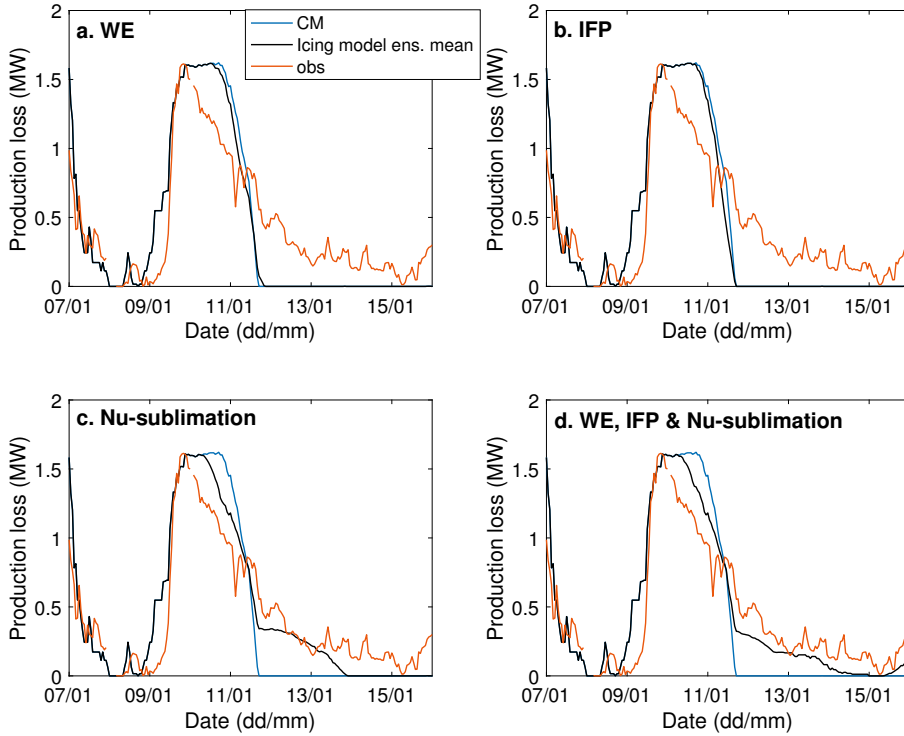 a. WE
CM
Icing model ens. mean
obs
Production loss (MW)
2
1.5
1
0.5
0
07/01 09/01 11/01 13/01 15/01
Date (dd/mm)
b. IFP
Production loss (MW)
2
1.5
1
0.5
0
07/01 09/01 11/01 13/01 15/01
Date (dd/mm)
c. Nu-sublimation
Production loss (MW)
2
1.5
1
0.5
0
07/01 09/01 11/01 13/01 15/01
Date (dd/mm)
d. WE, IFP & Nu-sublimation
Production loss (MW)
2
1.5
1
0.5
0
07/01 09/01 11/01 13/01 15/01
Date (dd/mm)